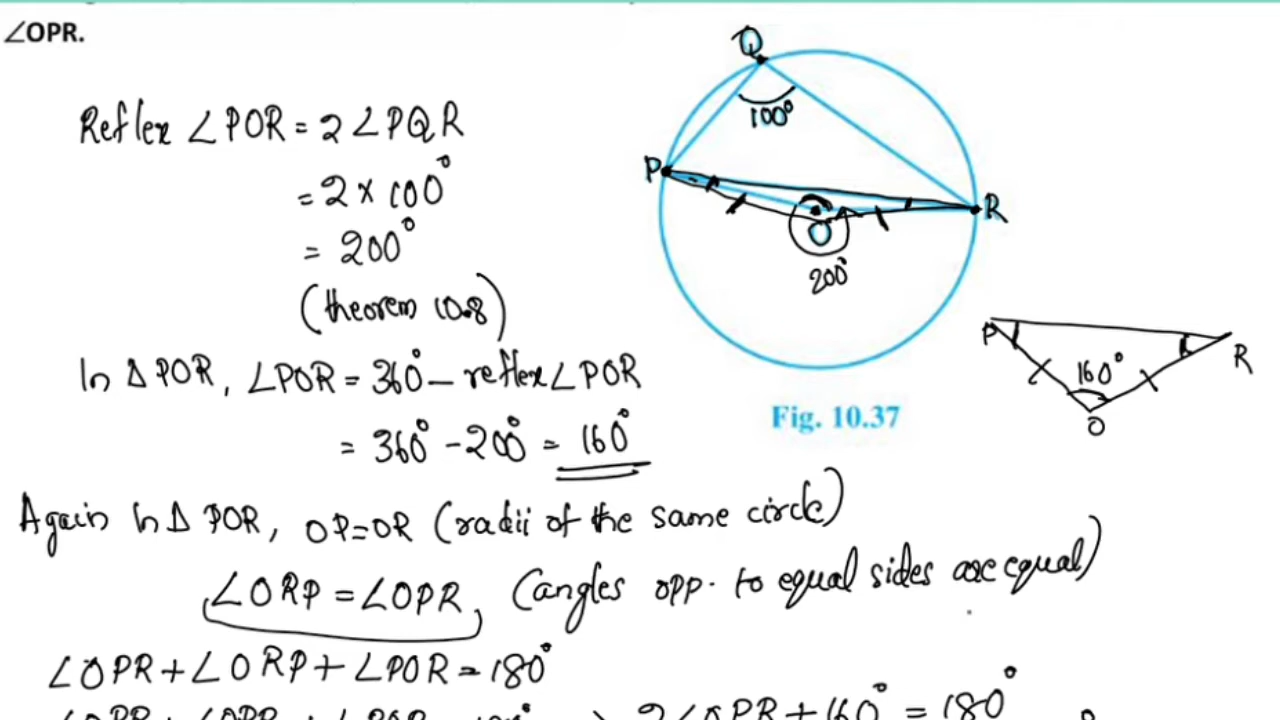 ∠OPR.
Reflex ∠POR = 2 ∠PQR
= 2 × 100°
= 200°
(theorem 10.8)
In Δ POR, ∠POR = 360° – reflex ∠POR
= 360° - 200° = 160°
Again In Δ POR, OP=OR (radii of the same circle)
∠ORP = ∠OPR, (angles opp. to equal sides are equal)
∠OPR + ∠ORP + ∠POR = 180°
2∠OPR + 160° = 180°
Q
100°
P
R
O
200°
Fig. 10.37
P
R
160°
O